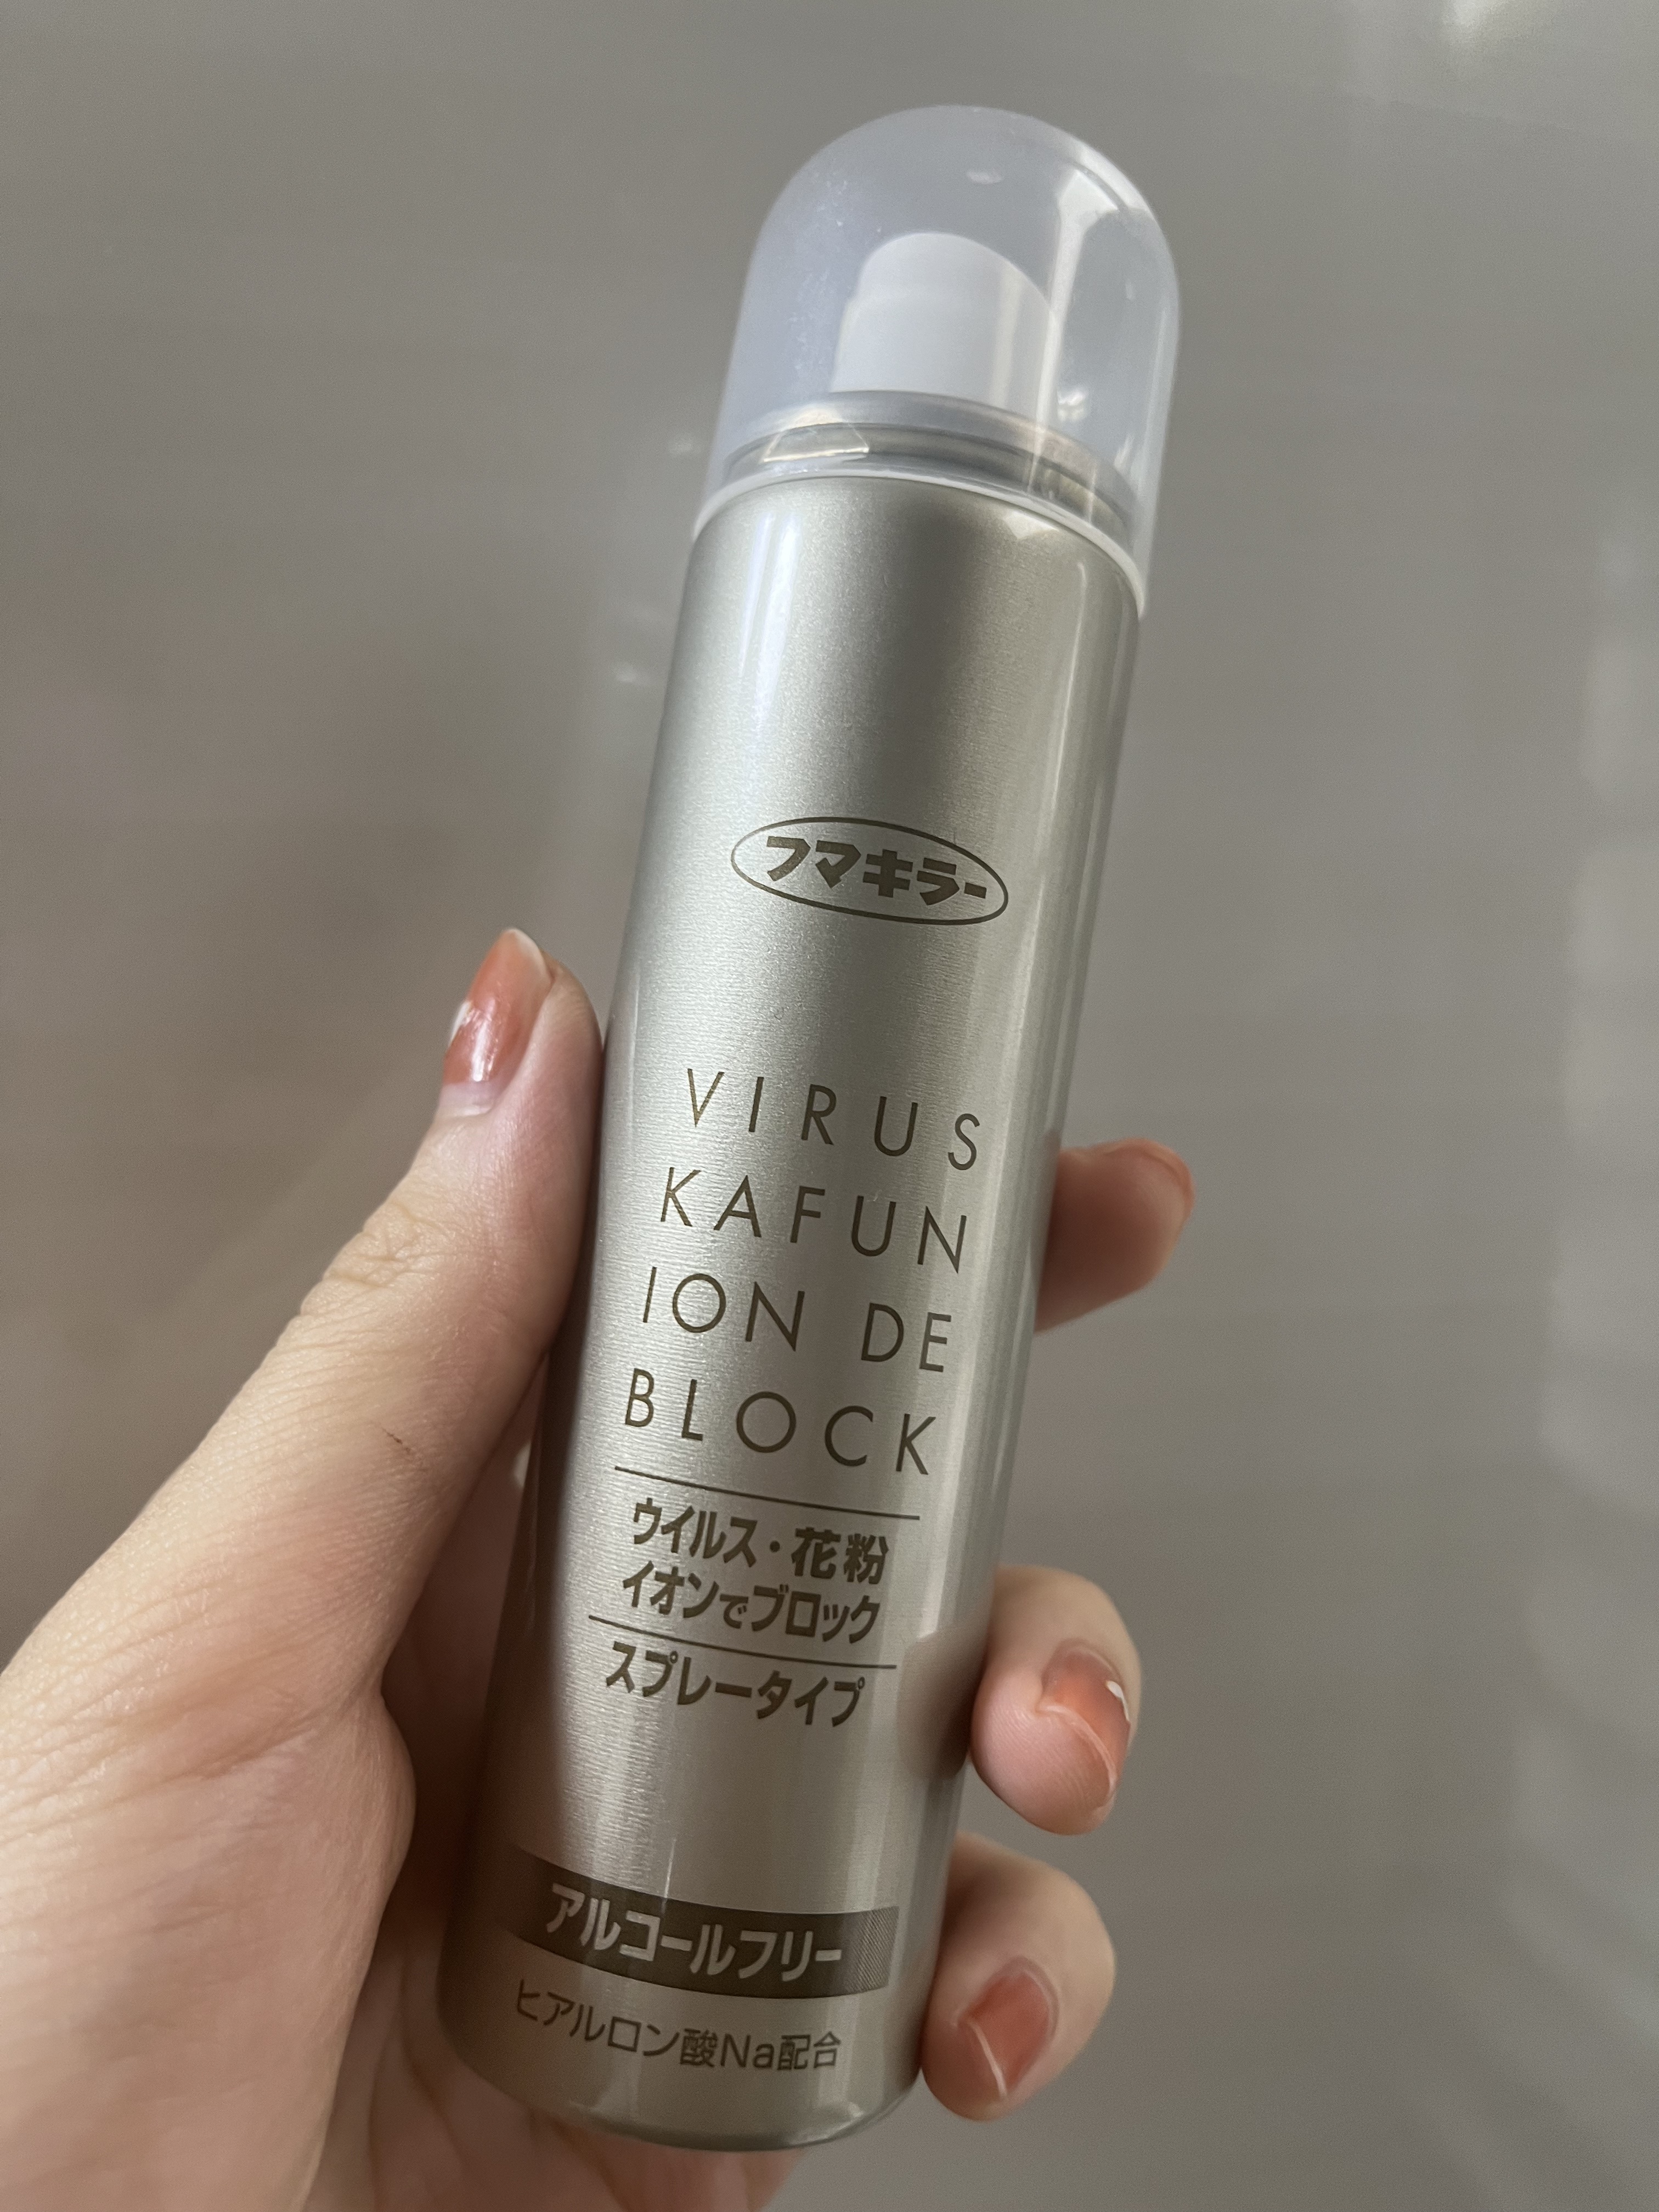 フマキラー
VIRUS
KAFUN
ION DE
BLOCK
ウイルス・花粉
イオンでブロック
スプレータイプ
アルコールフリー
ヒアルロン酸Na配合